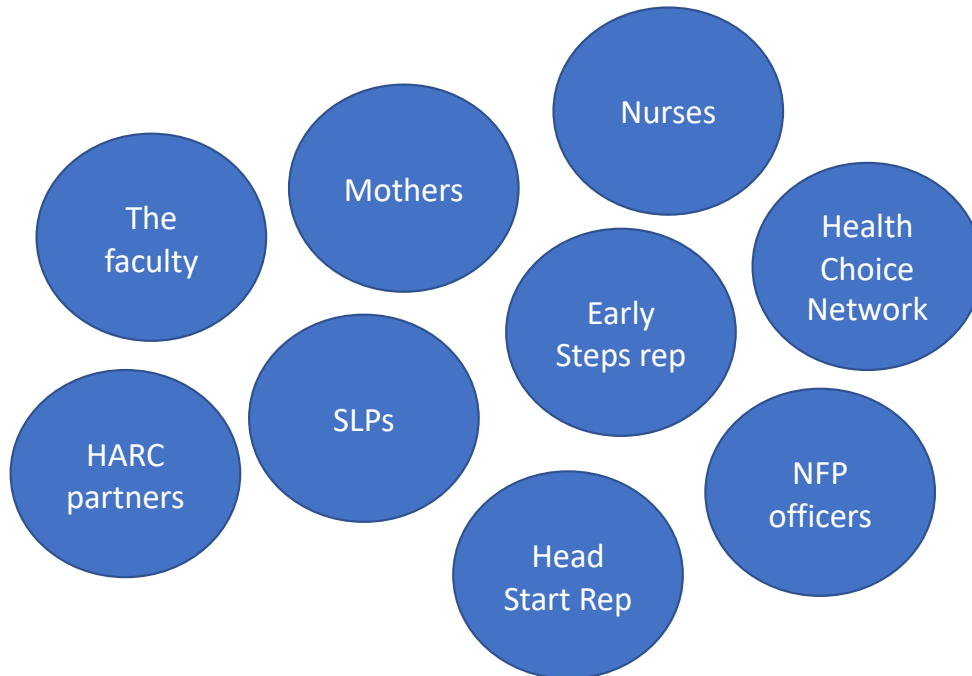 Nurses
Mothers
The
faculty
Health
Choice
Network
Early
Steps rep
SLPs
HARC
partners
NFP
officers
Head
Start Rep